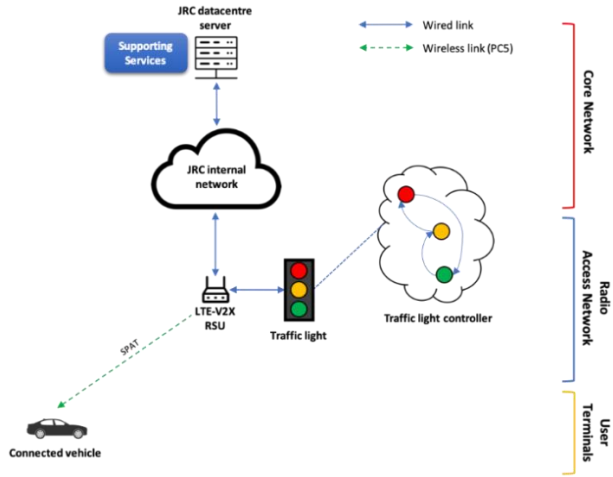 JRC datacentre
server
Supporting
Services
Wired link
Wireless link (PC5)
Core Network
JRC internal
network
LTE-V2X
RSU
Traffic light
Traffic light controller
Radio
Access Network
SPAT
Connected vehicle
User
Terminals